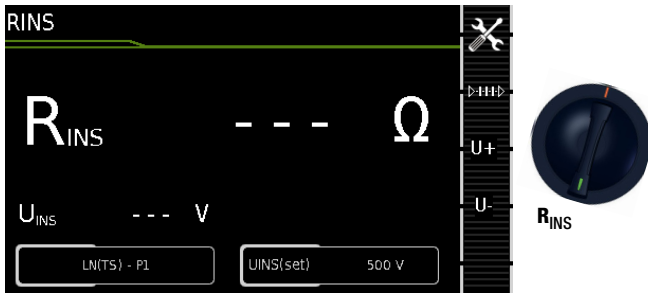 RINS
RINS --- Ω
UINS --- V
LN(TS) - P1
UINS(set) 500 V
U+
U-
RINS